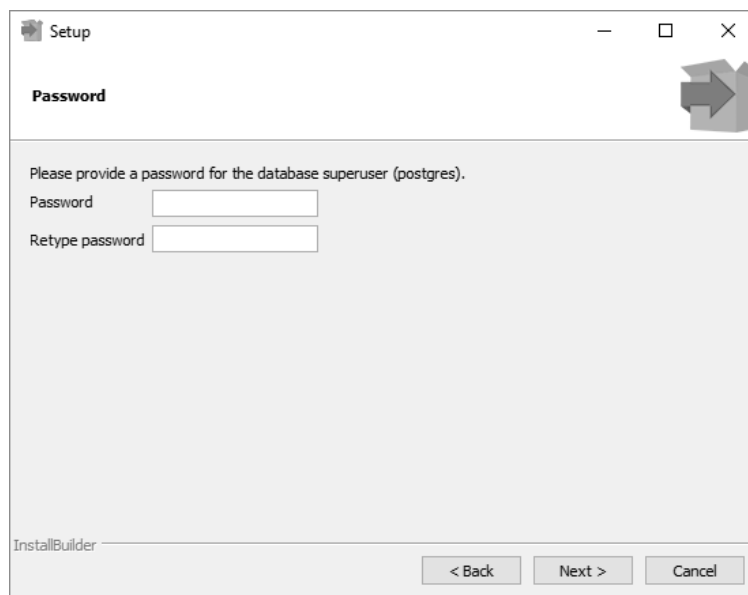 Setup
Password
Please provide a password for the database superuser (postgres).
Password
Retype password
InstallBuilder
< Back
Next >
Cancel